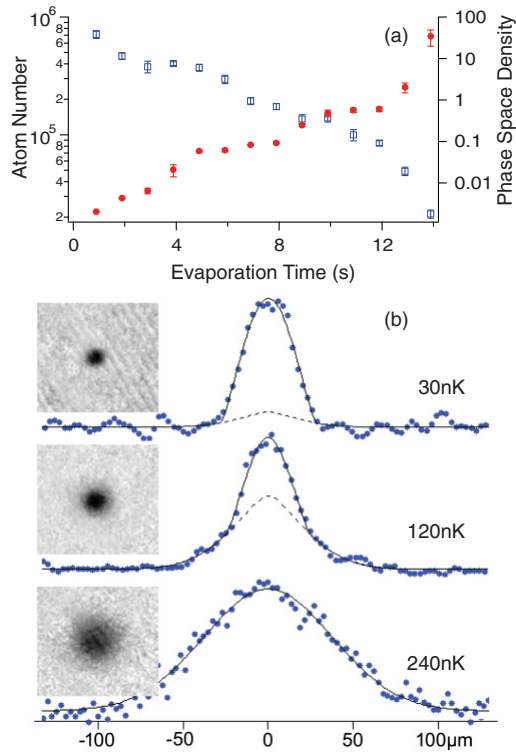 10^6
100
(a)
8
6
4
2
10^5
8
6
4
2
Atom Number
10
1
0.1
0.01
Phase Space Density
0 4 8 12
Evaporation Time (s)
(b)
30nK
120nK
240nK
-100 -50 0 50 100µm